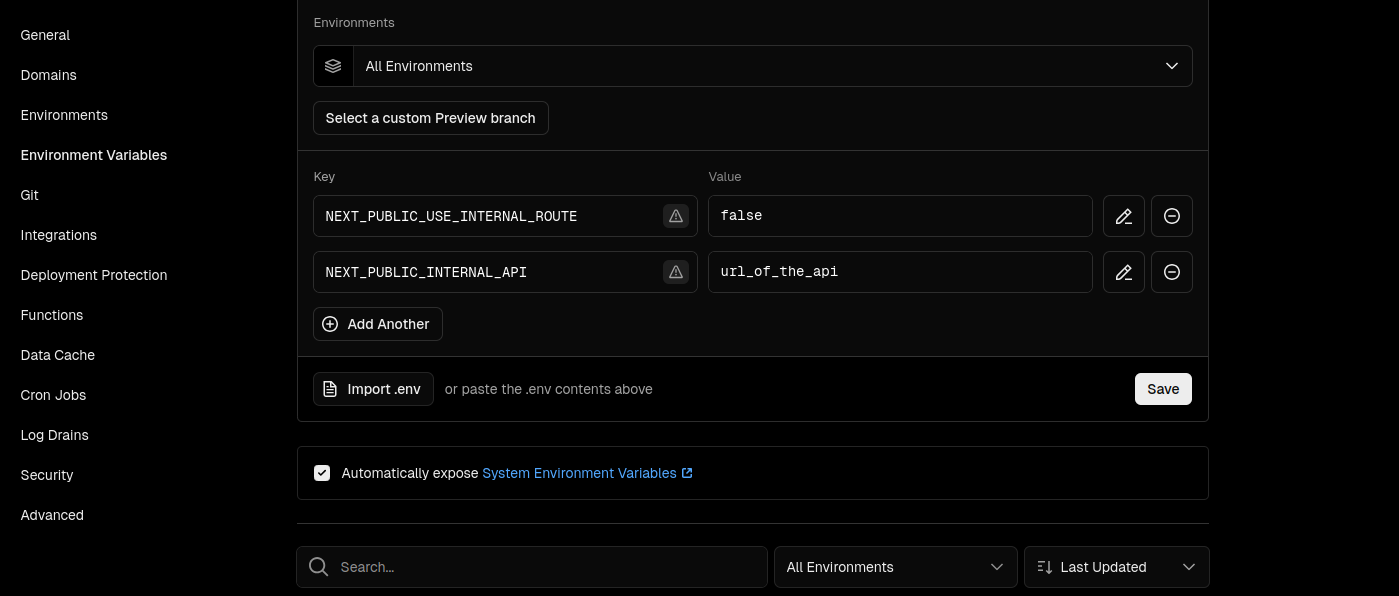 General
Domains
Environments
Environment Variables
Git
Integrations
Deployment Protection
Functions
Data Cache
Cron Jobs
Log Drains
Security
Advanced
Environments
All Environments
Select a custom Preview branch
Key Value
NEXT_PUBLIC_USE_INTERNAL_ROUTE false
NEXT_PUBLIC_INTERNAL_API url_of_the_api
Add Another
Import .env or paste the .env contents above Save
Automatically expose System Environment Variables
Search... All Environments Last Updated